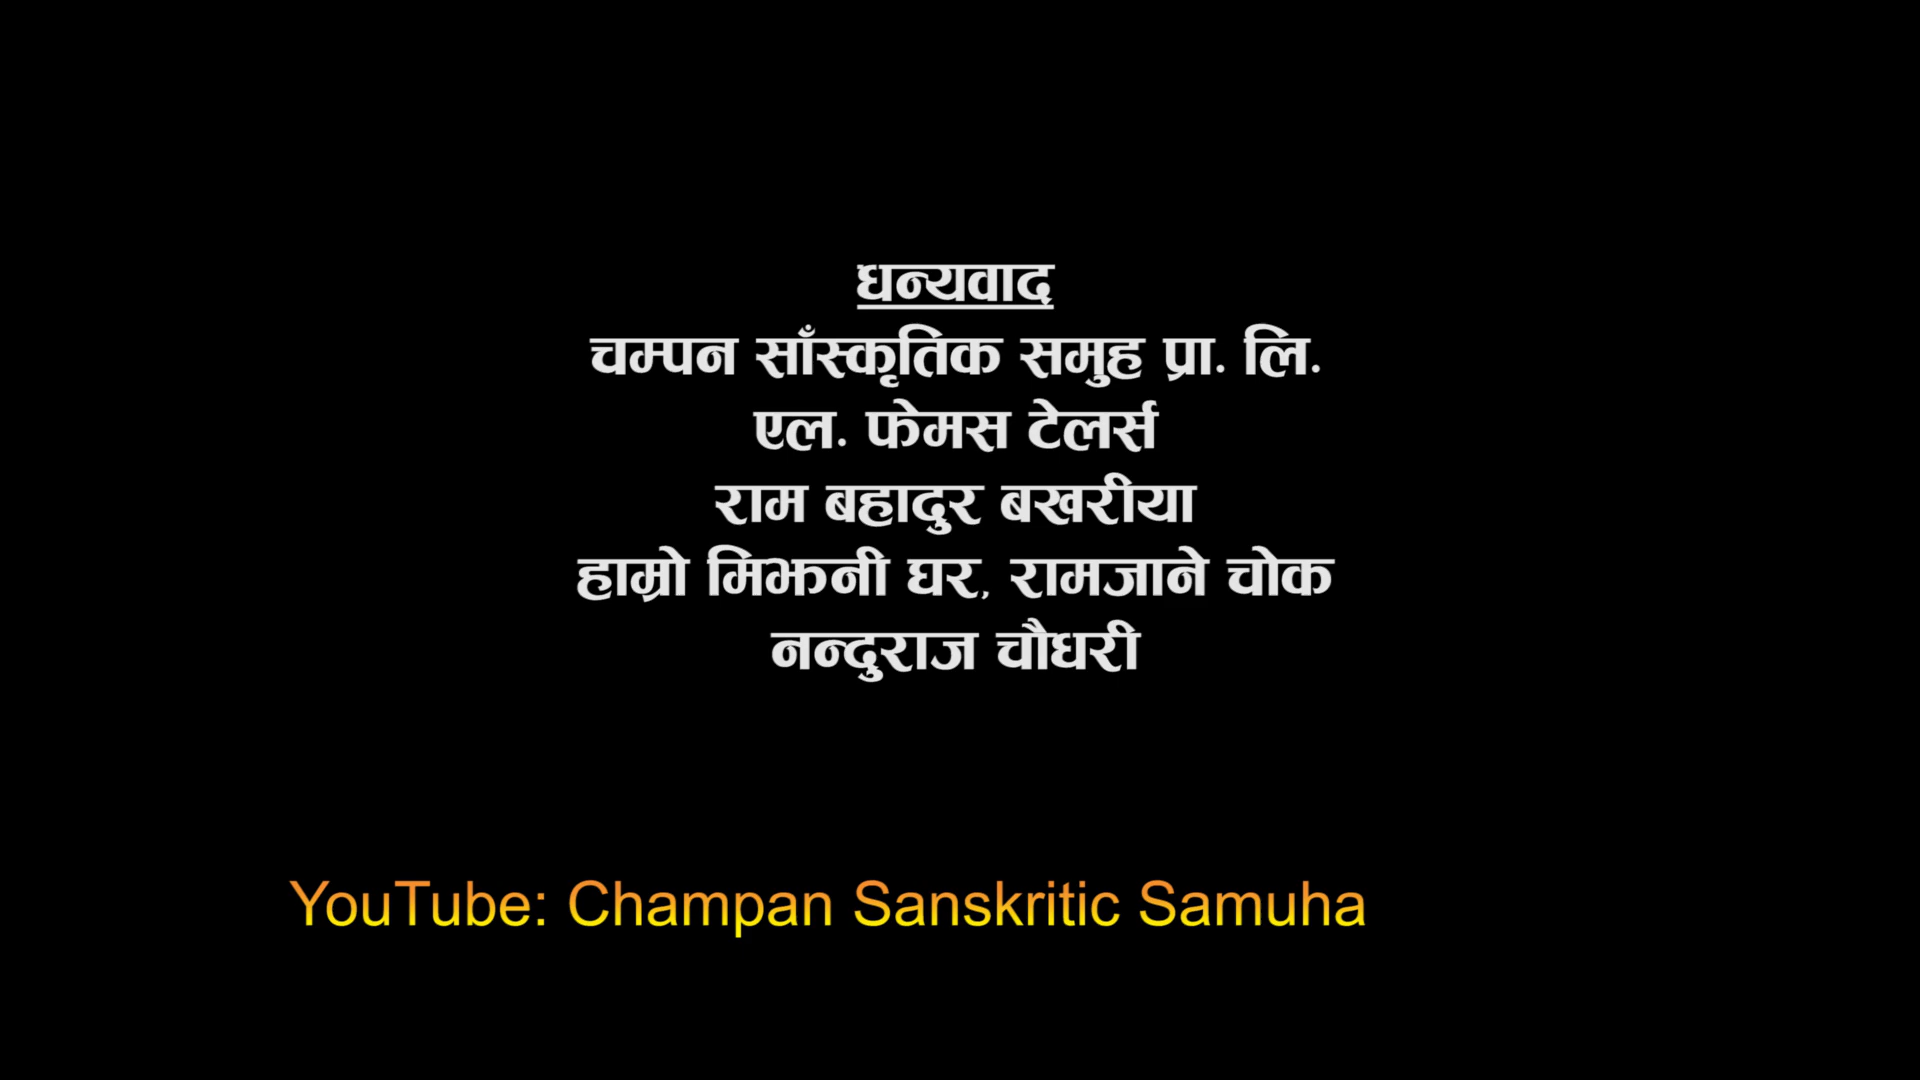 धन्यवाद
चम्पन साँस्कृतिक समुह प्रा. लि.
एल. फेमस टेलर्स
राम बहादुर बखरीया
हाम्रो मिझनी घर, रामजाने चोक
नन्दुराज चौधरी
YouTube: Champan Sanskritic Samuha